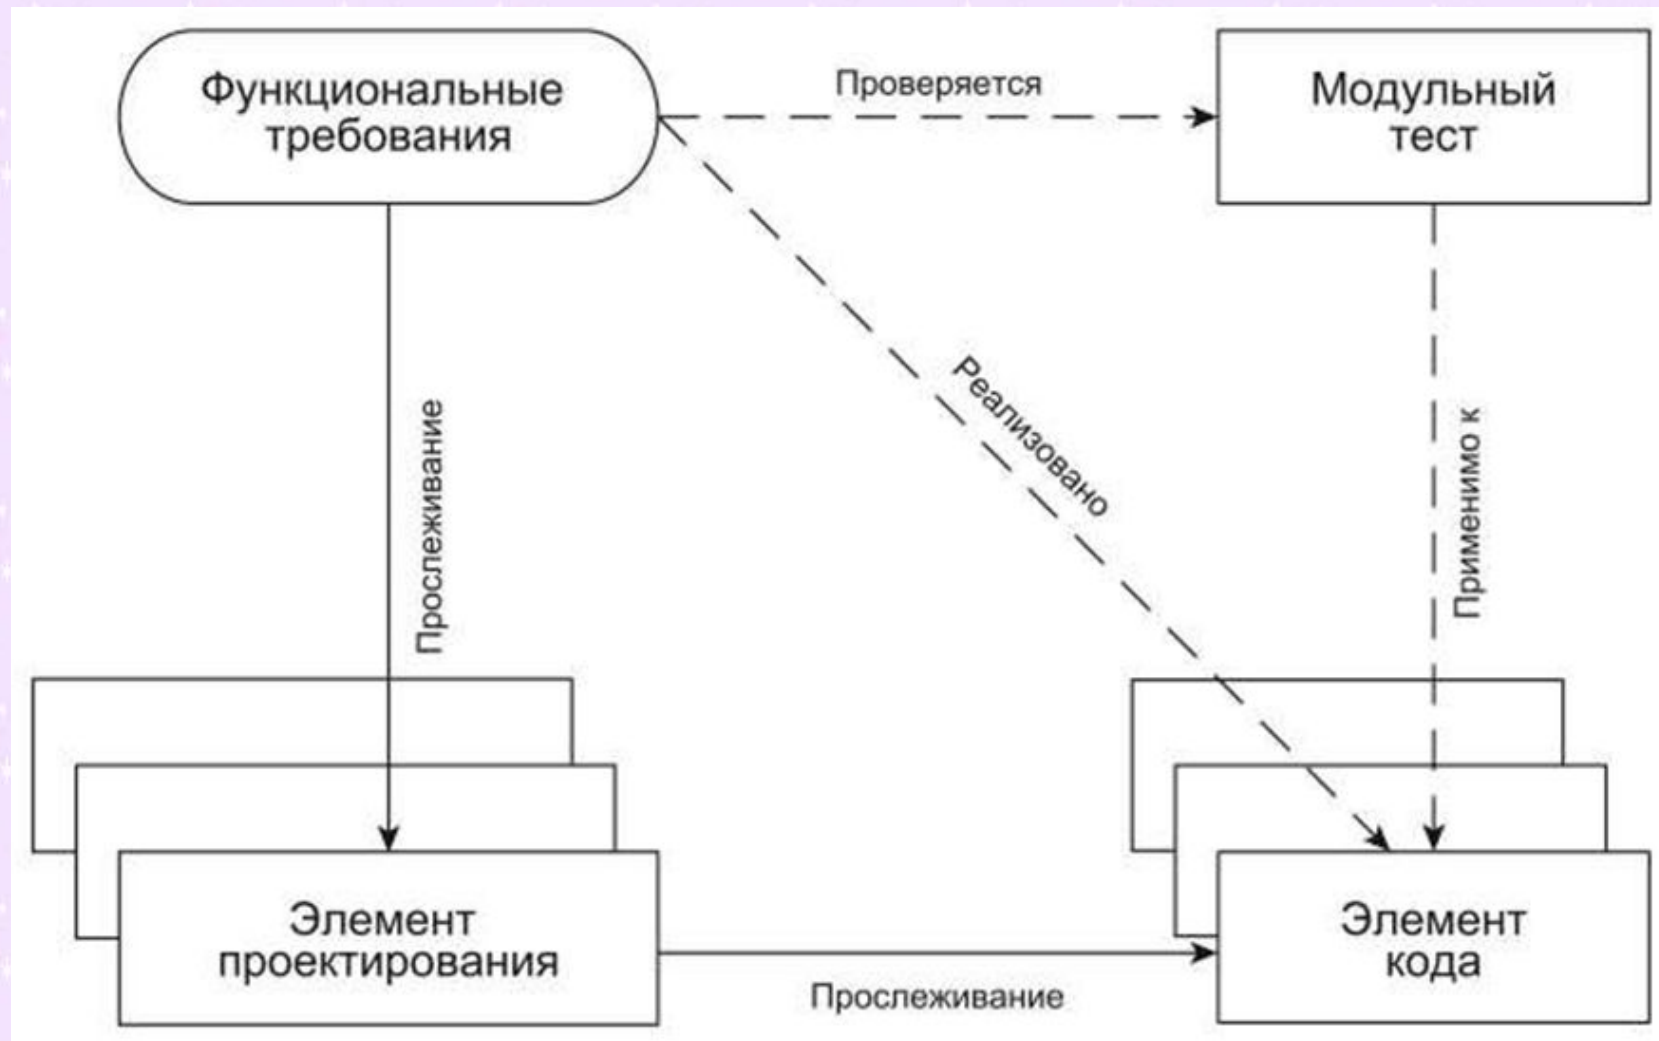 Функциональные
требования
Проверяется
Модульный
тест
Прослеживание
Реализовано
Применимо к
Элемент
проектирования
Прослеживание
Элемент
кода